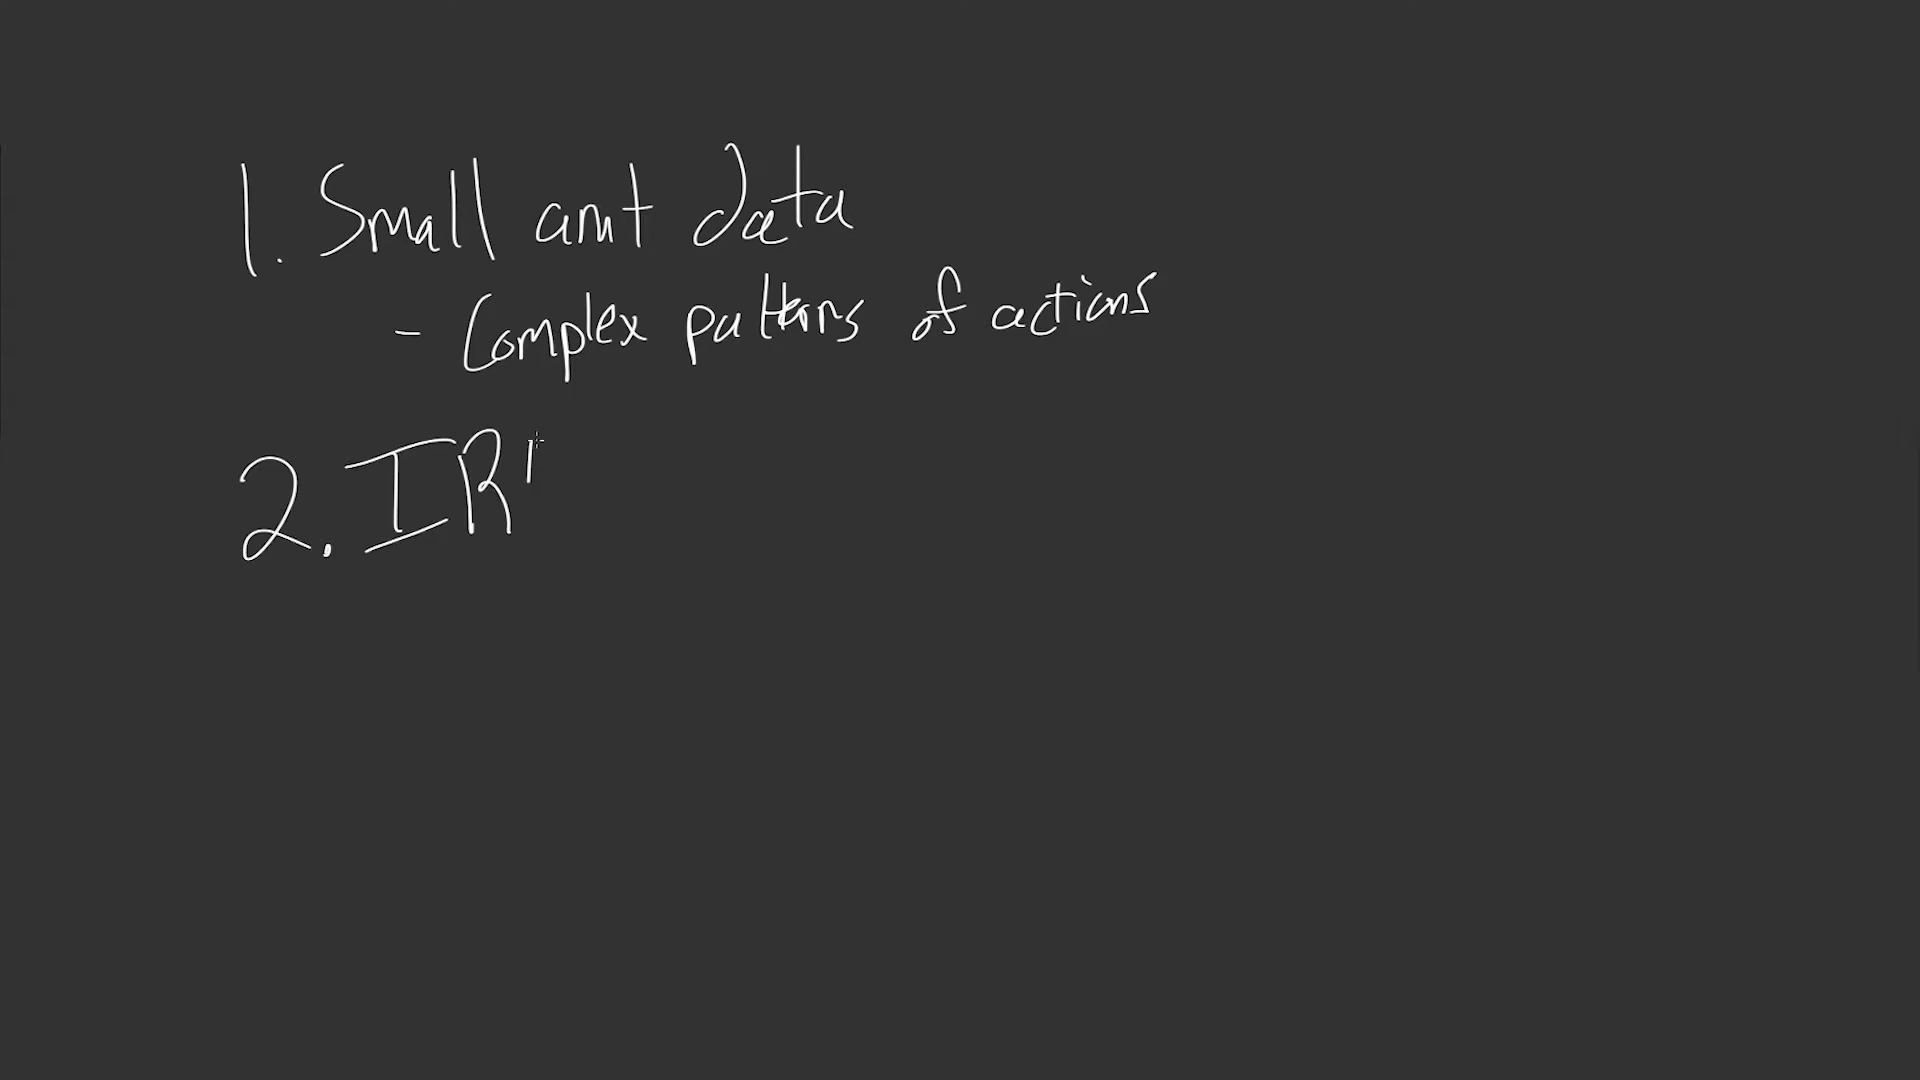 1. Small amt data
- Complex patterns of actions
2. IR